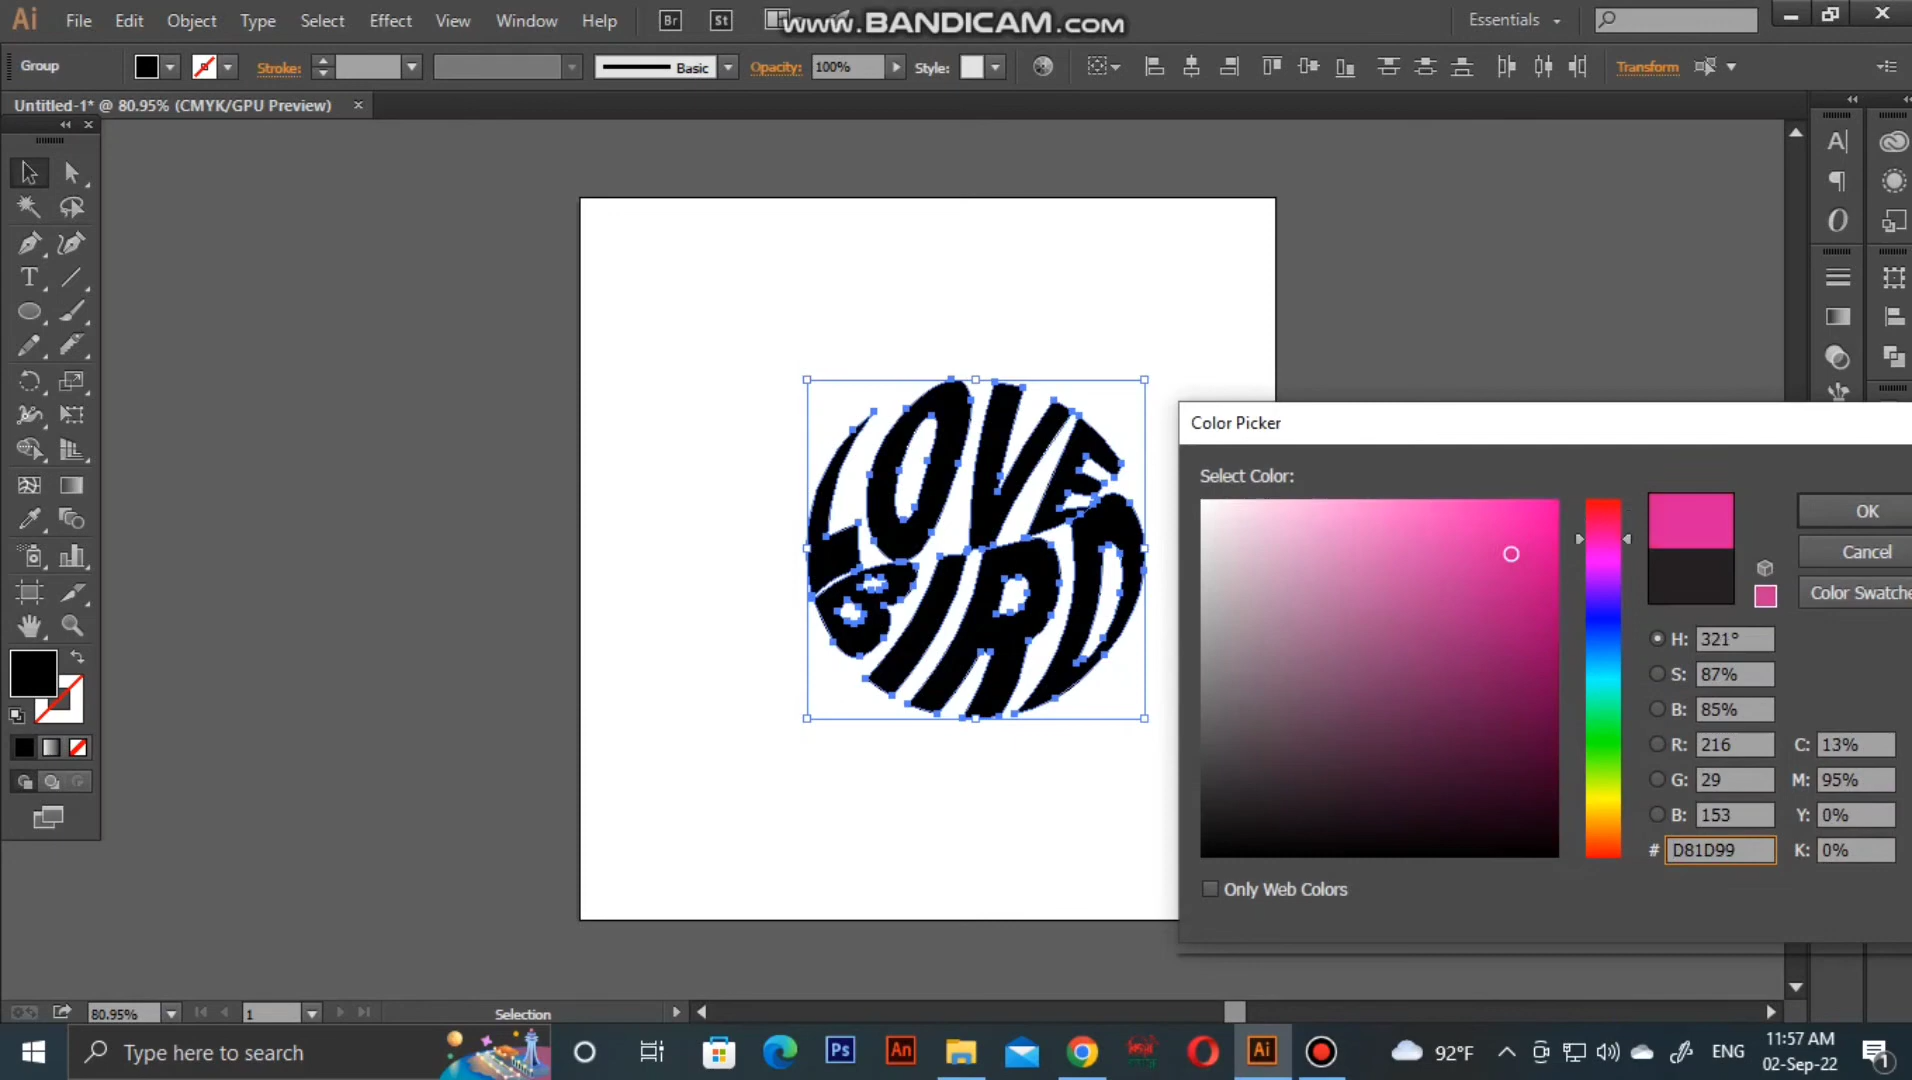 Ai File Edit Object Type Select Effect View Window Help Br St www.BANDICAM.com Essentials
Group Stroke: Basic Opacity: 100% Style: Transform
Untitled-1* @ 80.95% (CMYK/GPU Preview)
LOVE
BIRD
Color Picker
Select Color:
OK
Cancel
Color Swatche
H: 321°
S: 87%
B: 85%
R: 216 C: 13%
G: 29 M: 95%
B: 153 Y: 0%
# D81D99 K: 0%
Only Web Colors
80.95% 1 Selection
Type here to search Ps An Ai 92°F ENG 11:57 AM
02-Sep-22 1